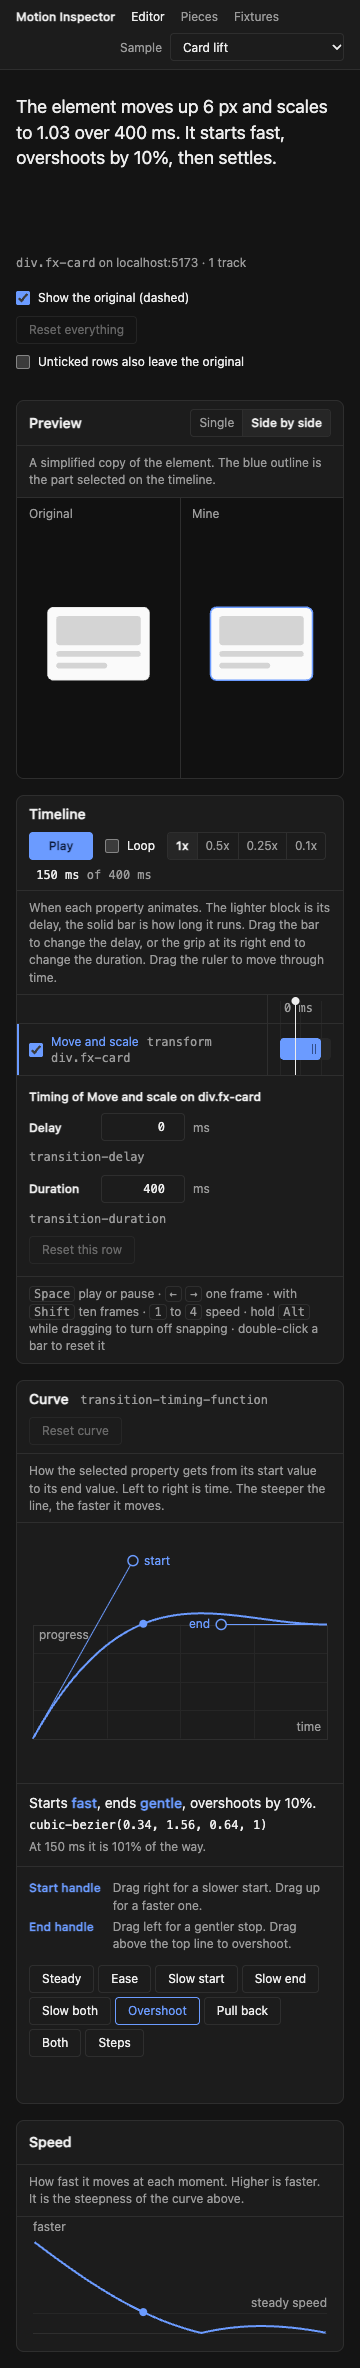 Motion Inspector Editor Pieces Fixtures
Sample Card lift
The element moves up 6 px and scales
to 1.03 over 400 ms. It starts fast,
overshoots by 10%, then settles.
div.fx-card on localhost:5173 · 1 track
Show the original (dashed)
Reset everything
Unticked rows also leave the original
Preview Single Side by side
A simplified copy of the element. The blue outline is
the part selected on the timeline.
Original Mine
Timeline
Play Loop 1x 0.5x 0.25x 0.1x
150 ms of 400 ms
When each property animates. The lighter block is its
delay, the solid bar is how long it runs. Drag the bar
to change the delay, or the grip at its right end to
change the duration. Drag the ruler to move through
time.
0 ms
Move and scale transform
div.fx-card
Timing of Move and scale on div.fx-card
Delay 0 ms
transition-delay
Duration 400 ms
transition-duration
Reset this row
Space play or pause · ← → one frame · with
Shift ten frames · 1 to 4 speed · hold Alt
while dragging to turn off snapping · double-click a
bar to reset it
Curve transition-timing-function
Reset curve
How the selected property gets from its start value
to its end value. Left to right is time. The steeper the
line, the faster it moves.
start
end
progress
time
Starts fast, ends gentle, overshoots by 10%.
cubic-bezier(0.34, 1.56, 0.64, 1)
At 150 ms it is 101% of the way.
Start handle Drag right for a slower start. Drag up
for a faster one.
End handle Drag left for a gentler stop. Drag
above the top line to overshoot.
Steady Ease Slow start Slow end
Slow both Overshoot Pull back
Both Steps
Speed
How fast it moves at each moment. Higher is faster.
It is the steepness of the curve above.
faster
steady speed